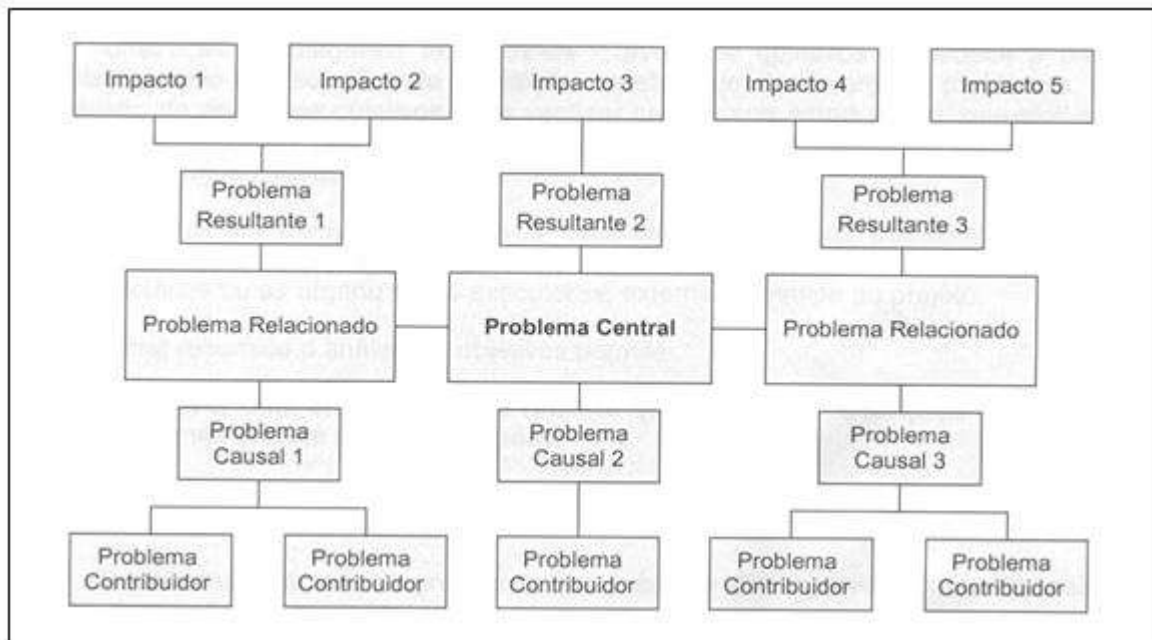 Impacto 1
Impacto 2
Impacto 3
Impacto 4
Impacto 5
Problema
Resultante 1
Problema
Resultante 2
Problema
Resultante 3
Problema Relacionado
Problema Central
Problema Relacionado
Problema
Causal 1
Problema
Causal 2
Problema
Causal 3
Problema
Contribuidor
Problema
Contribuidor
Problema
Contribuidor
Problema
Contribuidor
Problema
Contribuidor